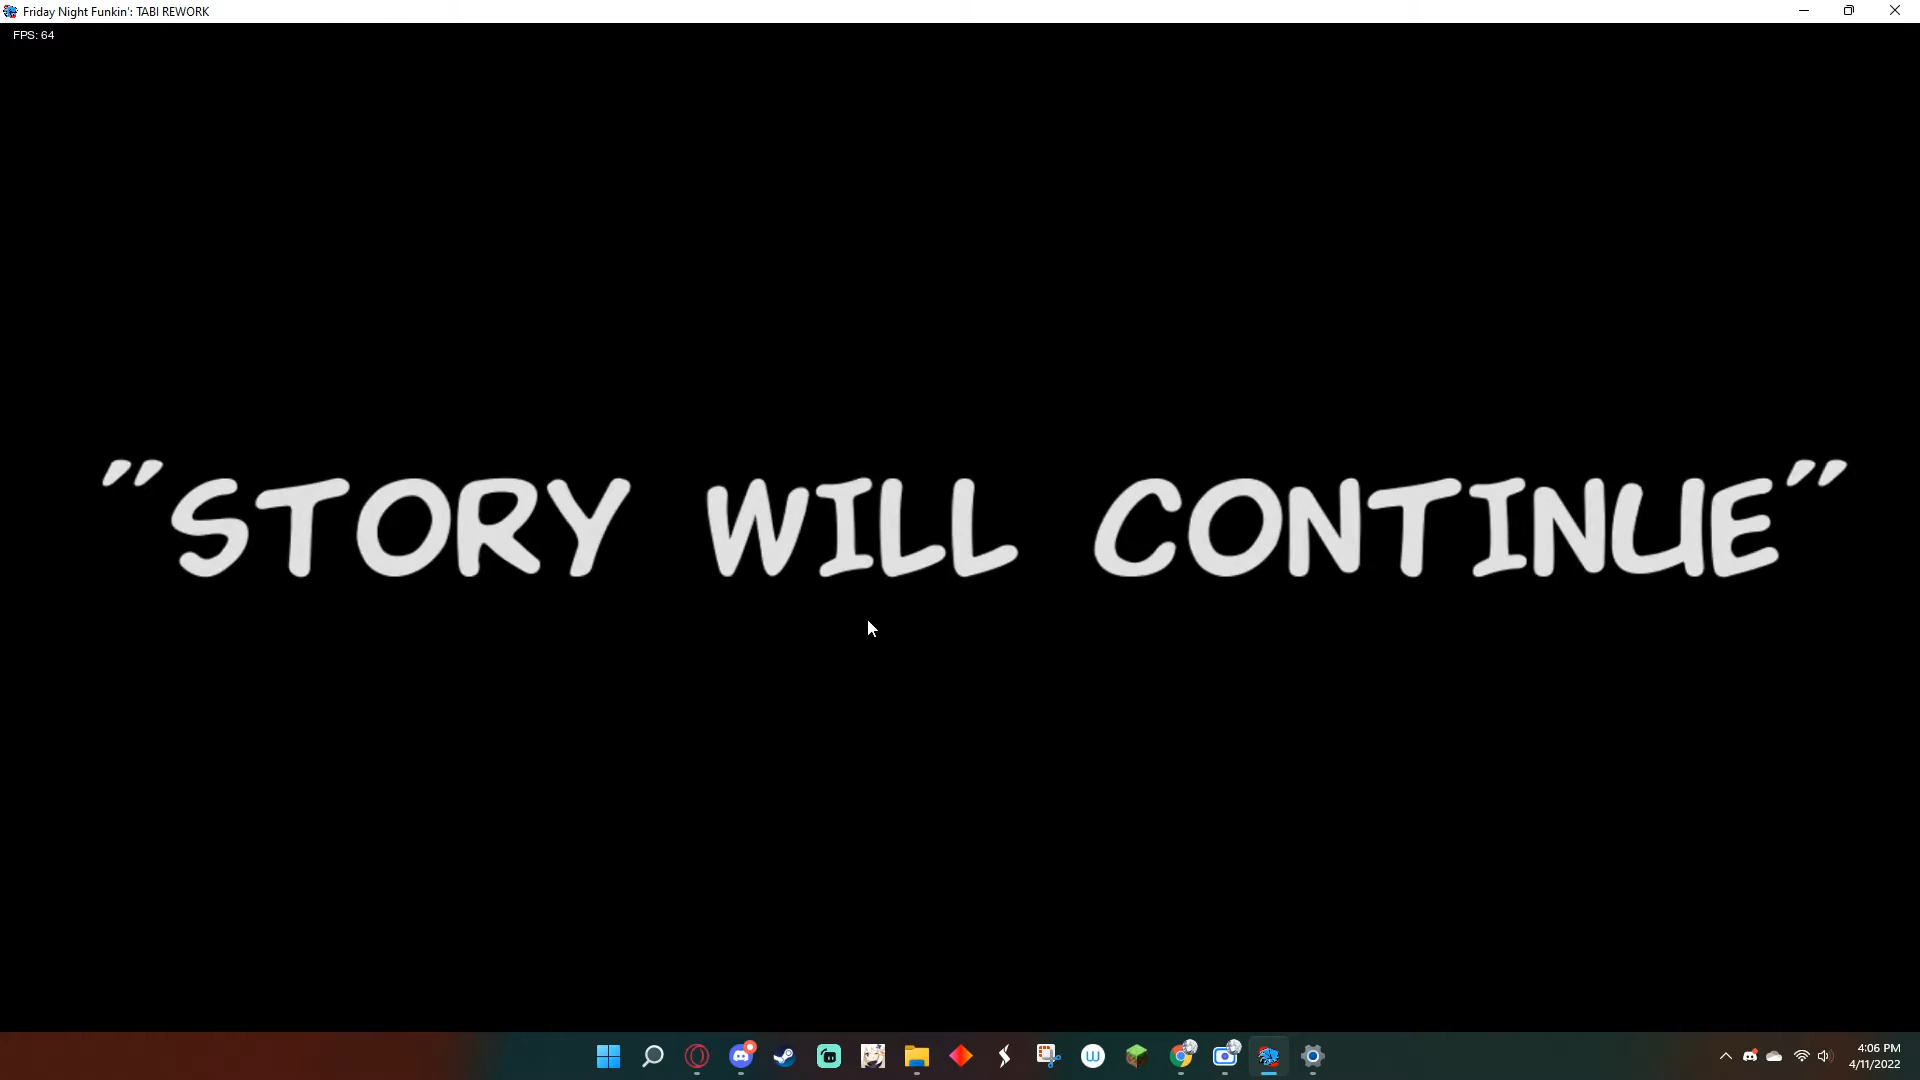 Friday Night Funkin': TABI REWORK
FPS: 64
"STORY WILL CONTINUE"
4:06 PM
4/11/2022